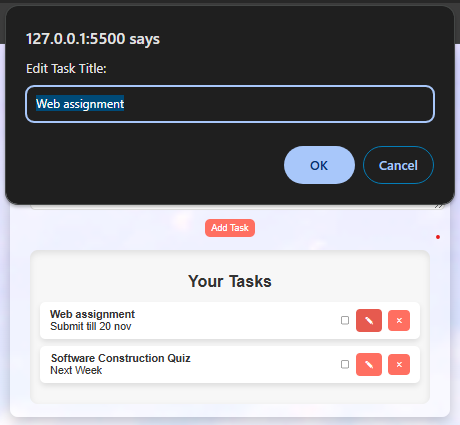 127.0.0.1:5500 says
Edit Task Title:
Web assignment
OK
Cancel
Add Task
Your Tasks
Web assignment
Submit till 20 nov
Software Construction Quiz
Next Week